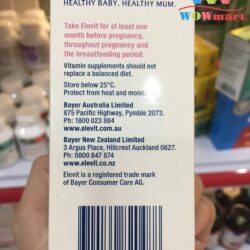 HEALTHY BABY. HEALTHY MUM.
WOWmart
Take Elevit for at least one
month before pregnancy,
throughout pregnancy and
the breastfeeding period.
Vitamin supplements should not
replace a balanced diet.
Store below 25°C.
Protect from heat and moisture.
Bayer Australia Limited
875 Pacific Highway, Pymble 2073.
Ph: 1800 023 884
www.elevit.com.au
Bayer New Zealand Limited
3 Argus Place, Hillcrest Auckland 0627.
Ph: 0800 847 874
www.elevit.co.nz
Elevit is a registered trade mark
of Bayer Consumer Care AG.